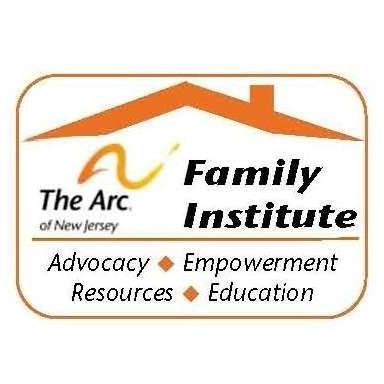 The Arc
of New Jersey
Family
Institute
Advocacy ◆ Empowerment
Resources ◆ Education